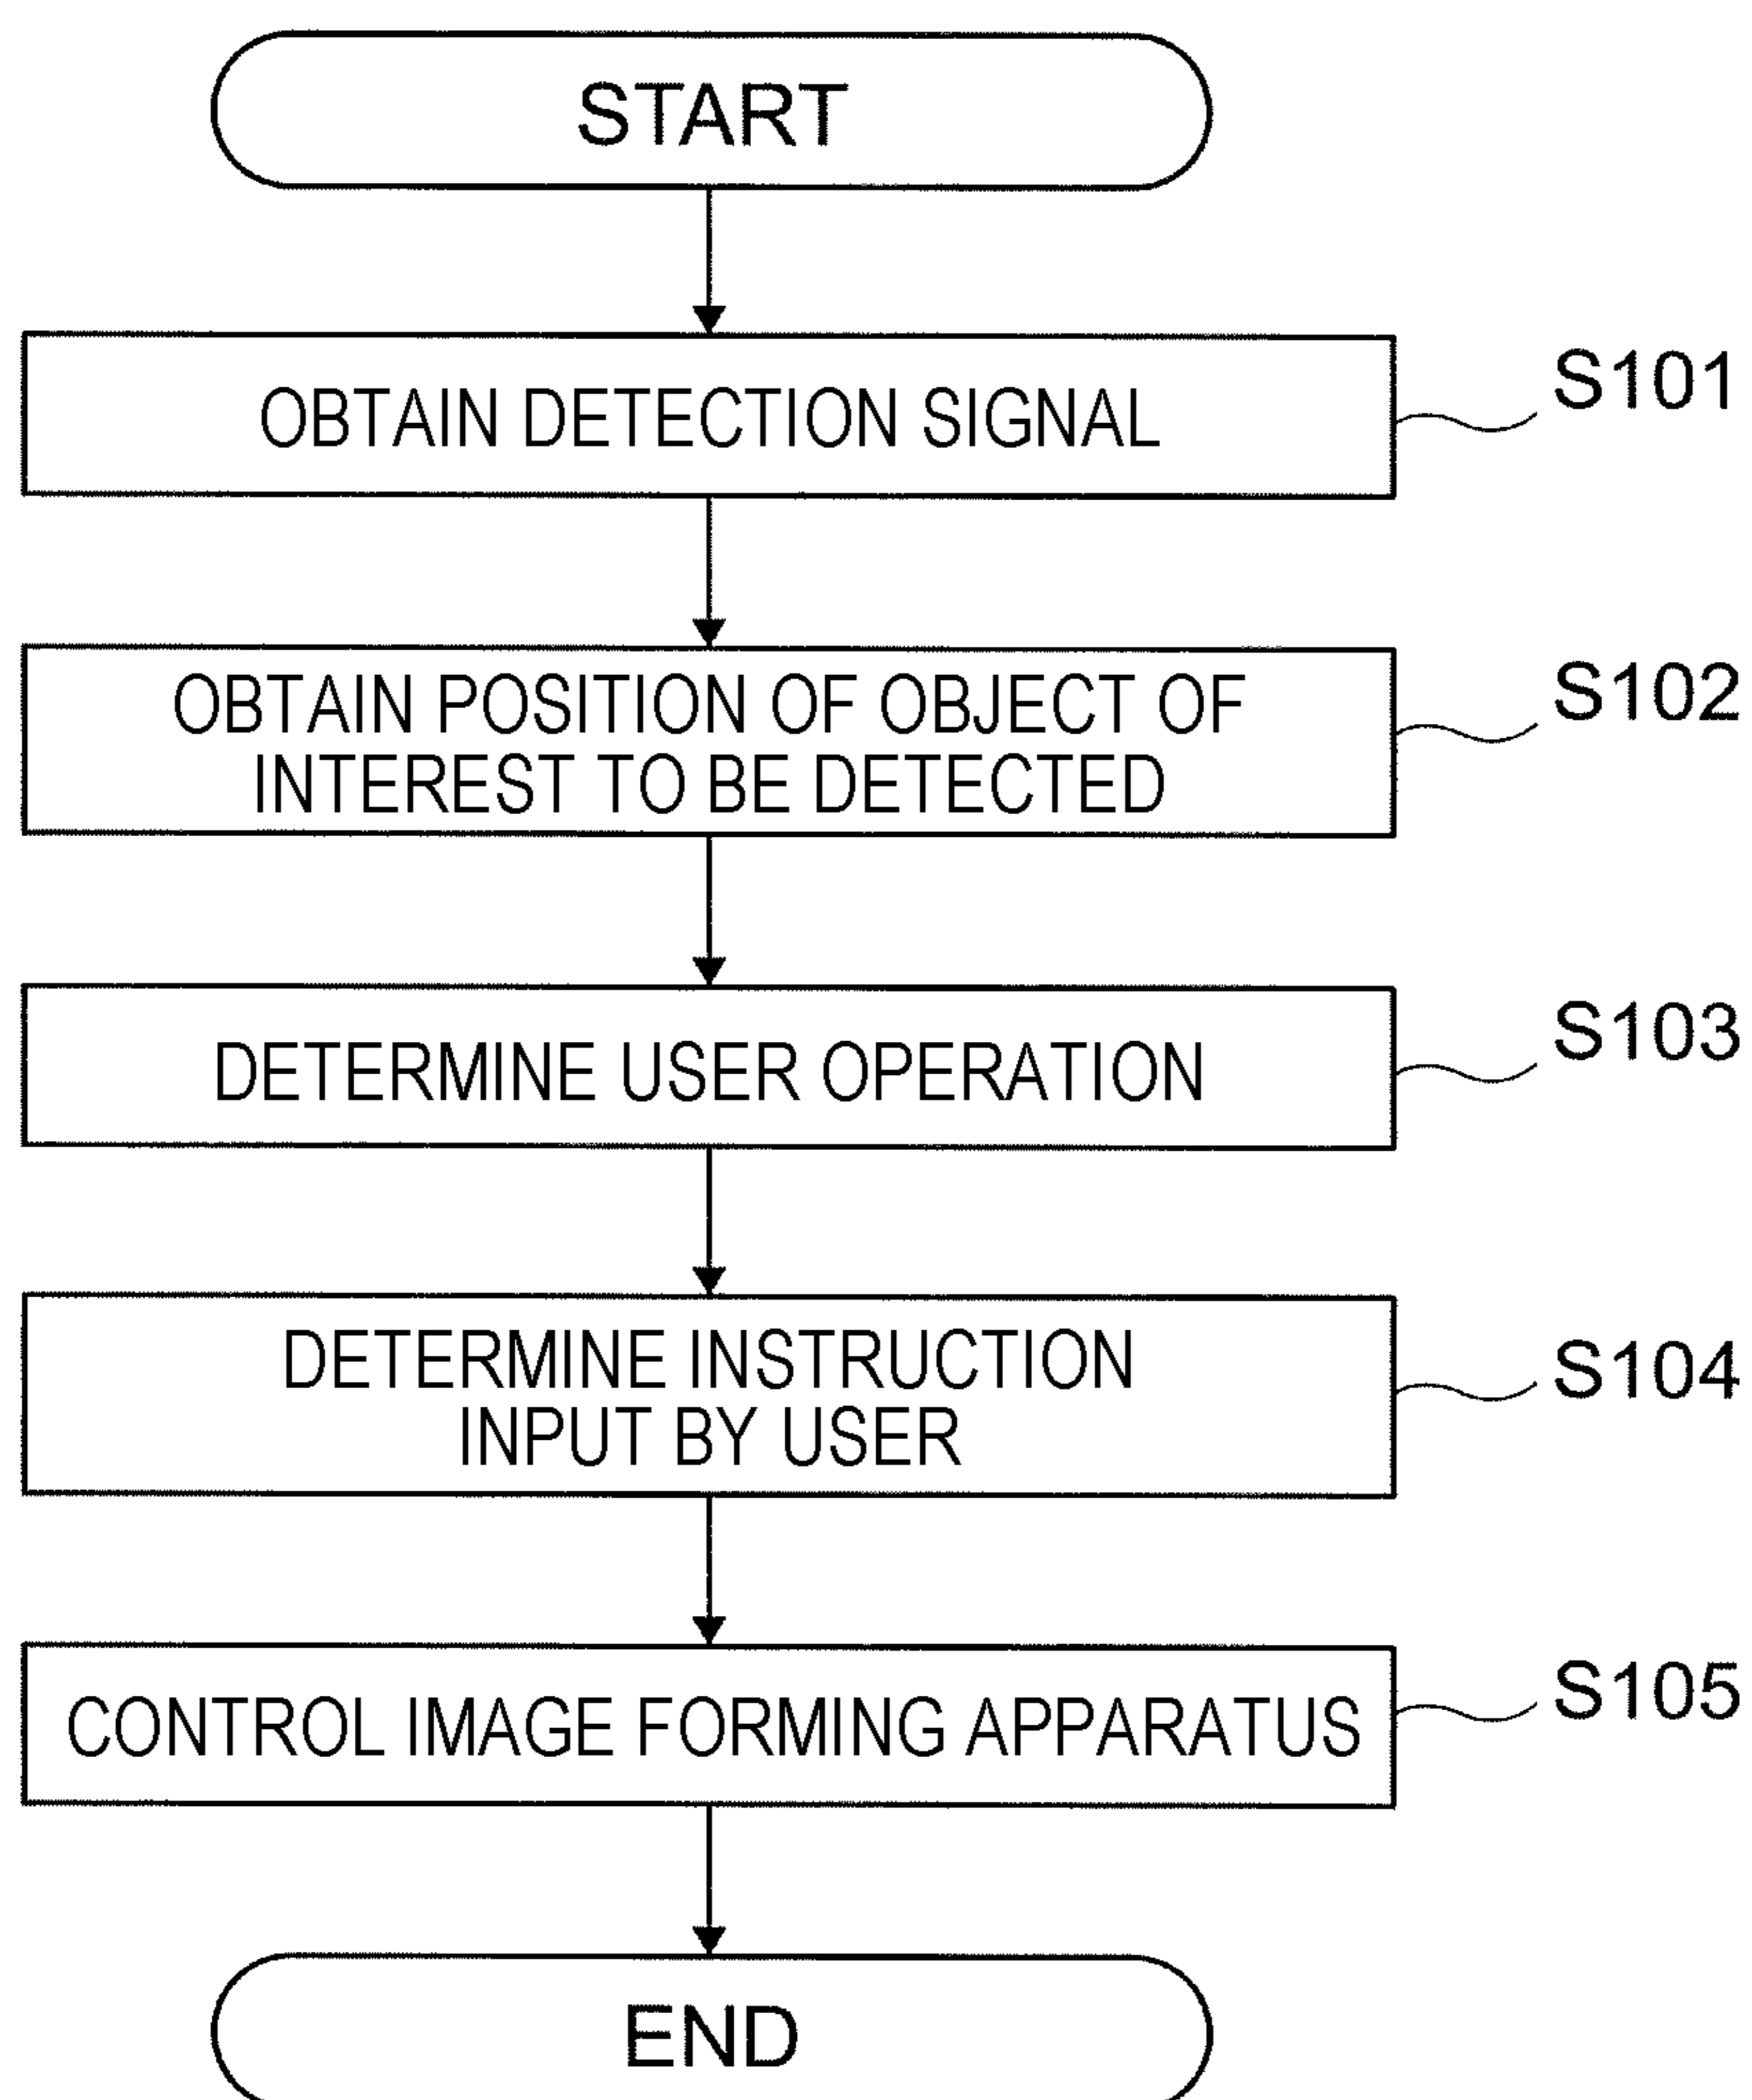 START
OBTAIN DETECTION SIGNAL
S101
OBTAIN POSITION OF OBJECT OF
INTEREST TO BE DETECTED
S102
DETERMINE USER OPERATION
S103
DETERMINE INSTRUCTION
INPUT BY USER
S104
CONTROL IMAGE FORMING APPARATUS
S105
END